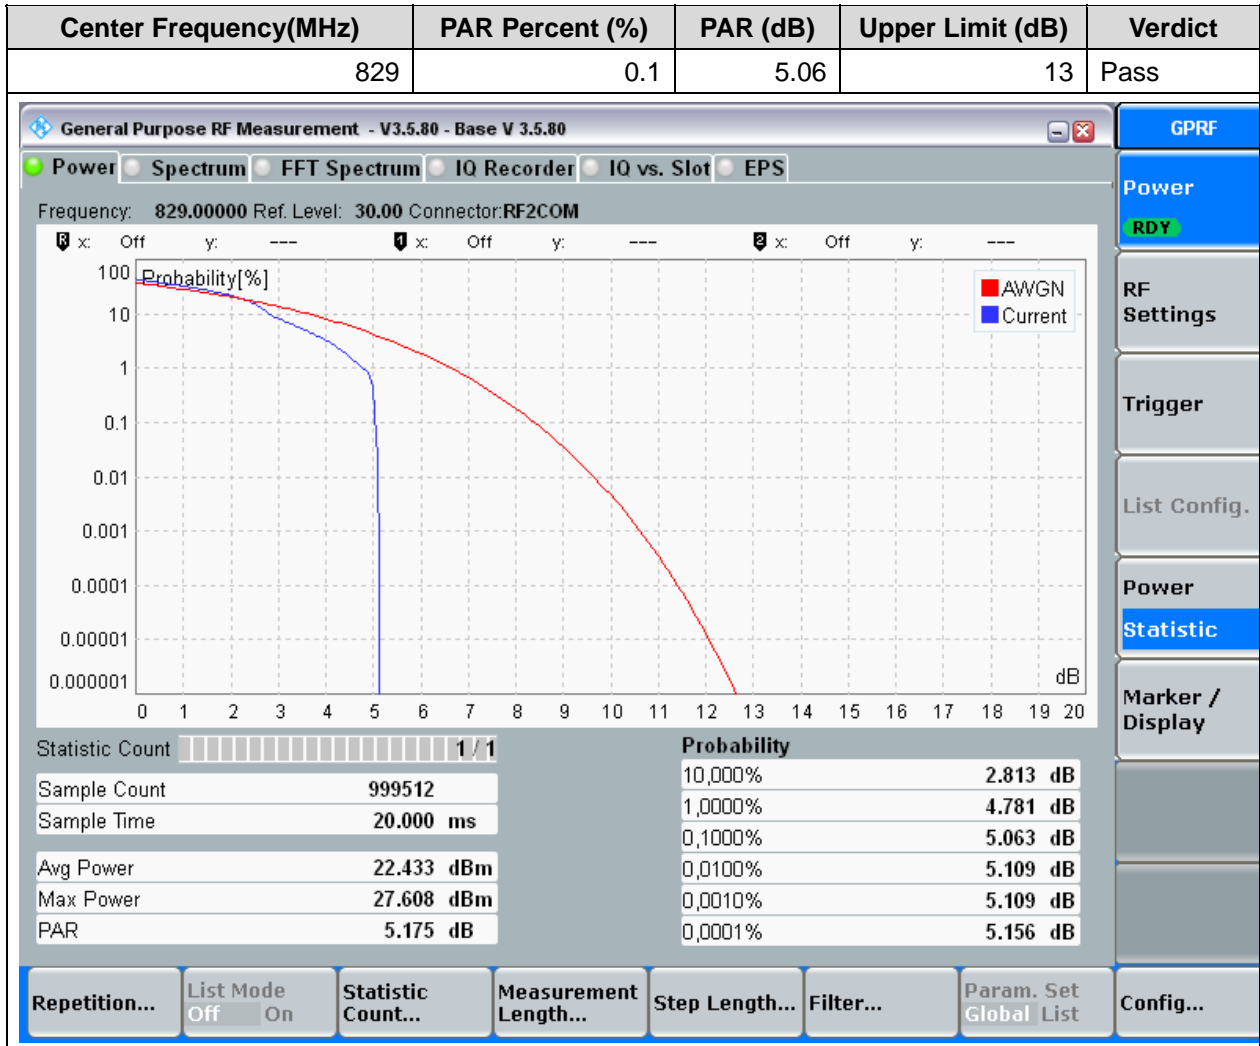 Center Frequency(MHz) PAR Percent (%) PAR (dB) Upper Limit (dB) Verdict
829 0.1 5.06 13 Pass
General Purpose RF Measurement - V3.5.80 - Base V 3.5.80
GPRF
Power Spectrum FFT Spectrum IQ Recorder IQ vs. Slot EPS
Power
RDY
Frequency: 829.00000 Ref. Level: 30.00 Connector:RF2COM
R x: Off y: --- 1 x: Off y: --- 2 x: Off y: ---
Probability[%]
AWGN
Current
100
10
1
0.1
0.01
0.001
0.0001
0.00001
0.000001
dB
0 1 2 3 4 5 6 7 8 9 10 11 12 13 14 15 16 17 18 19 20
RF
Settings
Trigger
List Config.
Power
Statistic
Marker /
Display
Statistic Count 1 / 1
Sample Count 999512
Sample Time 20.000 ms
Avg Power 22.433 dBm
Max Power 27.608 dBm
PAR 5.175 dB
Probability
10,000% 2.813 dB
1,0000% 4.781 dB
0,1000% 5.063 dB
0,0100% 5.109 dB
0,0010% 5.109 dB
0,0001% 5.156 dB
Repetition...
List Mode
Off On
Statistic
Count...
Measurement
Length...
Step Length...
Filter...
Param. Set
Global List
Config...